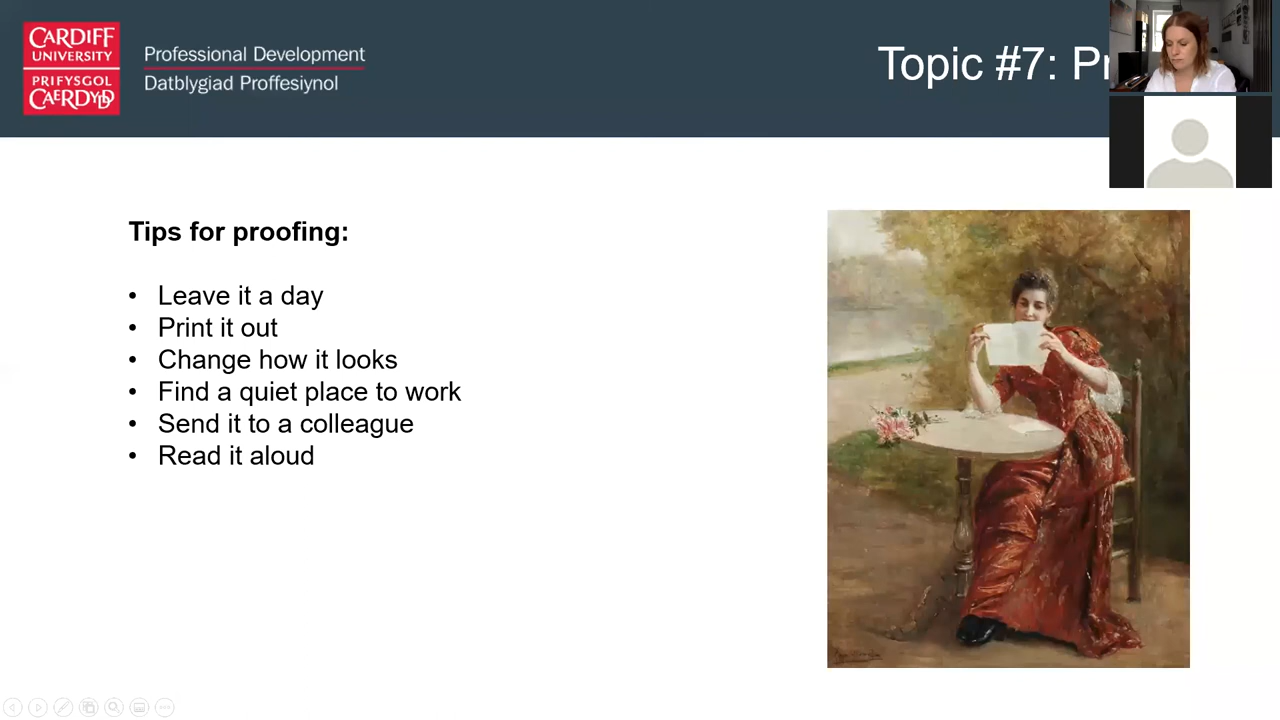 CARDIFF
UNIVERSITY
PRIFYSGOL
CAERDYDD
Professional Development
Datblygiad Proffesiynol
Topic #7:
Tips for proofing:
• Leave it a day
• Print it out
• Change how it looks
• Find a quiet place to work
• Send it to a colleague
• Read it aloud